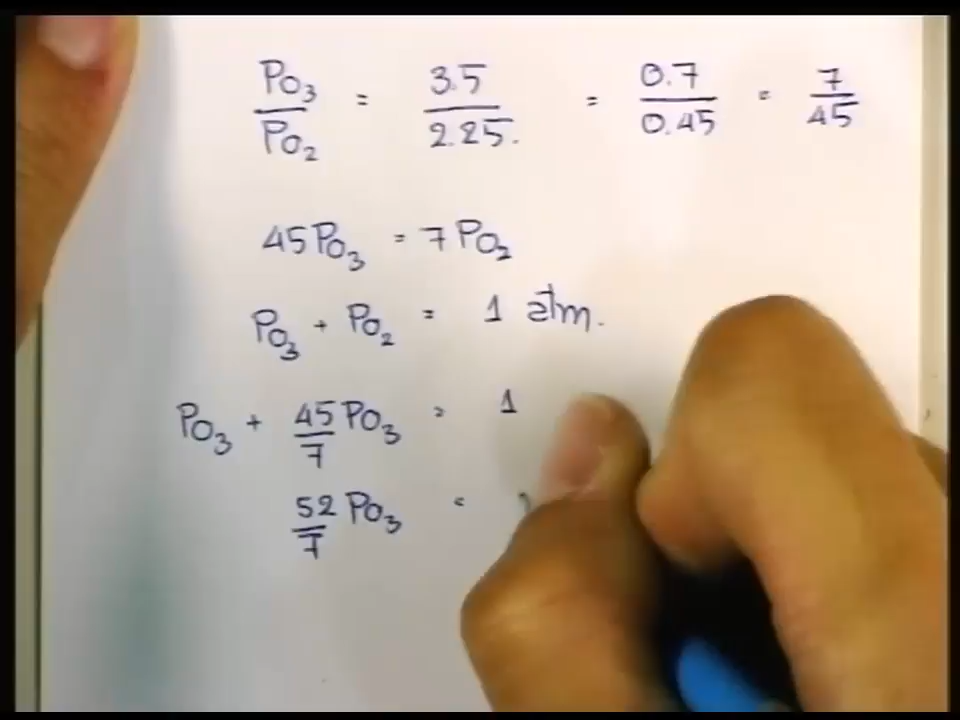 PO₃/PO₂ = 3.5/2.25. = 0.7/0.45 = 7/45
45PO₃ = 7PO₂
PO₃ + PO₂ = 1 atm.
PO₃ + 45/7 PO₃ = 1
52/7 PO₃ =